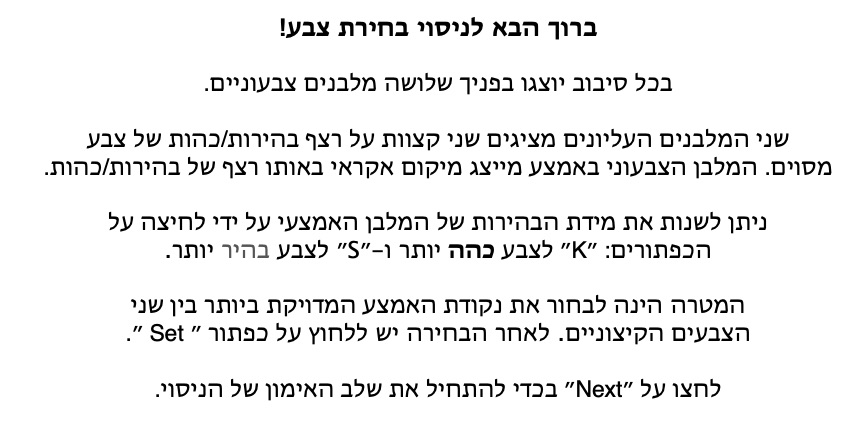 ברוך הבא לניסוי בחירת צבע!
בכל סיבוב יוצגו בפניך שלושה מלבנים צבעוניים.
שני המלבנים העליונים מציגים שני קצוות על רצף בהירות/כהות של צבע
מסוים. המלבן הצבעוני באמצע מייצג מיקום אקראי באותו רצף של בהירות/כהות.
ניתן לשנות את מידת הבהירות של המלבן האמצעי על ידי לחיצה על
הכפתורים: ״K״ לצבע כהה יותר ו-״S״ לצבע בהיר יותר.
המטרה הינה לבחור את נקודת האמצע המדויקת ביותר בין שני
הצבעים הקיצוניים. לאחר הבחירה יש ללחוץ על כפתור ״ Set ״.
לחצו על ״Next״ בכדי להתחיל את שלב האימון של הניסוי.